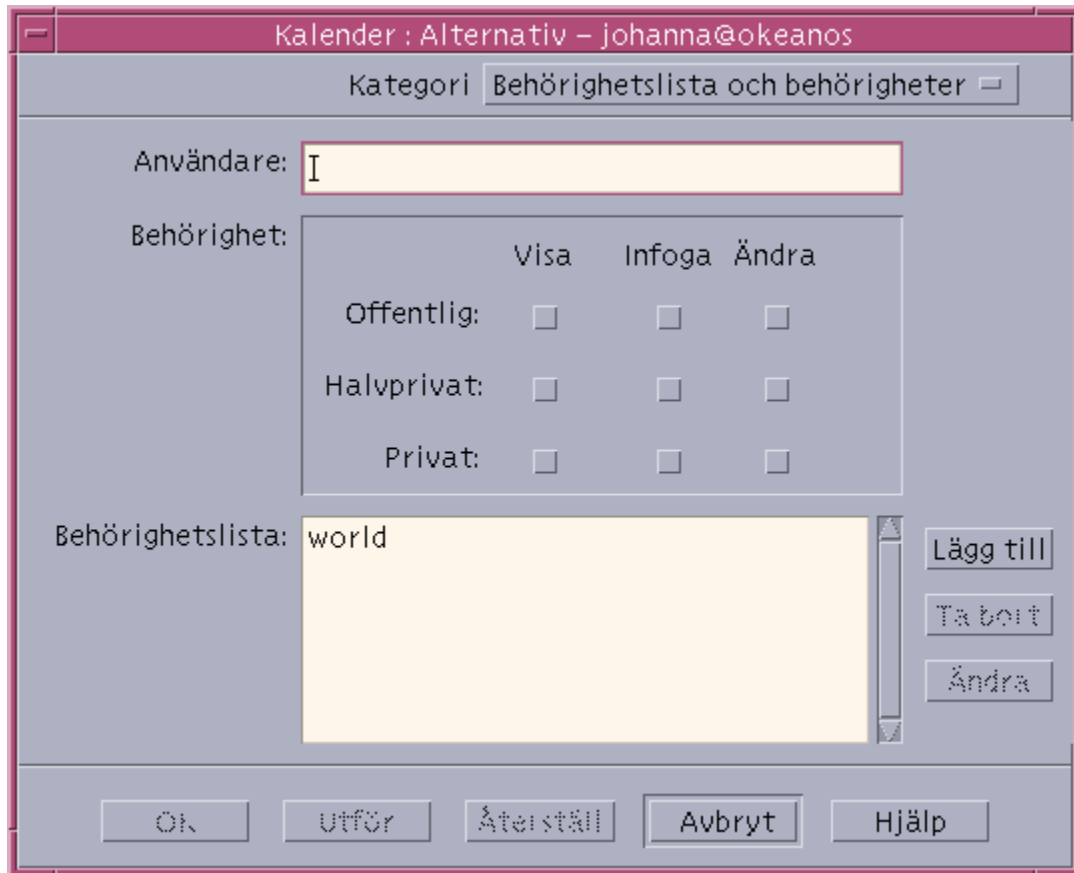 Kalender : Alternativ – johanna@okeanos
Kategori Behörighetslista och behörigheter
Användare:
Behörighet:
Visa Infoga Ändra
Offentlig:
Halvprivat:
Privat:
Behörighetslista: world
Lägg till
Ta bort
Ändra
OK Utför Återställ Avbryt Hjälp